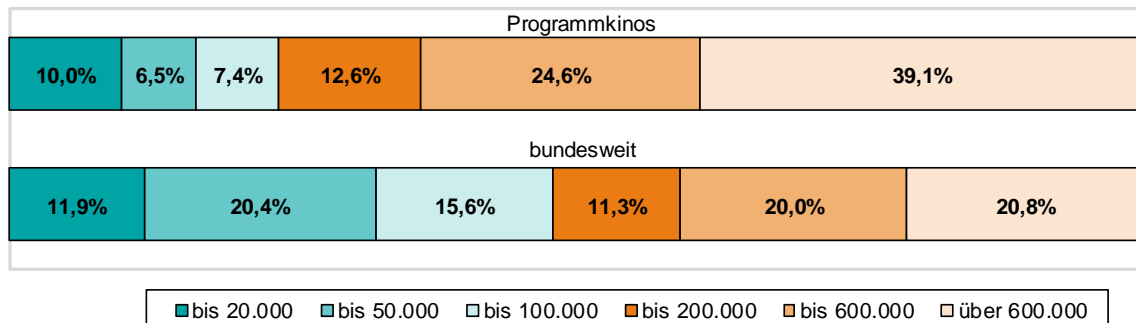 Programmkinos
10,0% 6,5% 7,4% 12,6% 24,6% 39,1%
bundesweit
11,9% 20,4% 15,6% 11,3% 20,0% 20,8%
bis 20.000 bis 50.000 bis 100.000 bis 200.000 bis 600.000 über 600.000